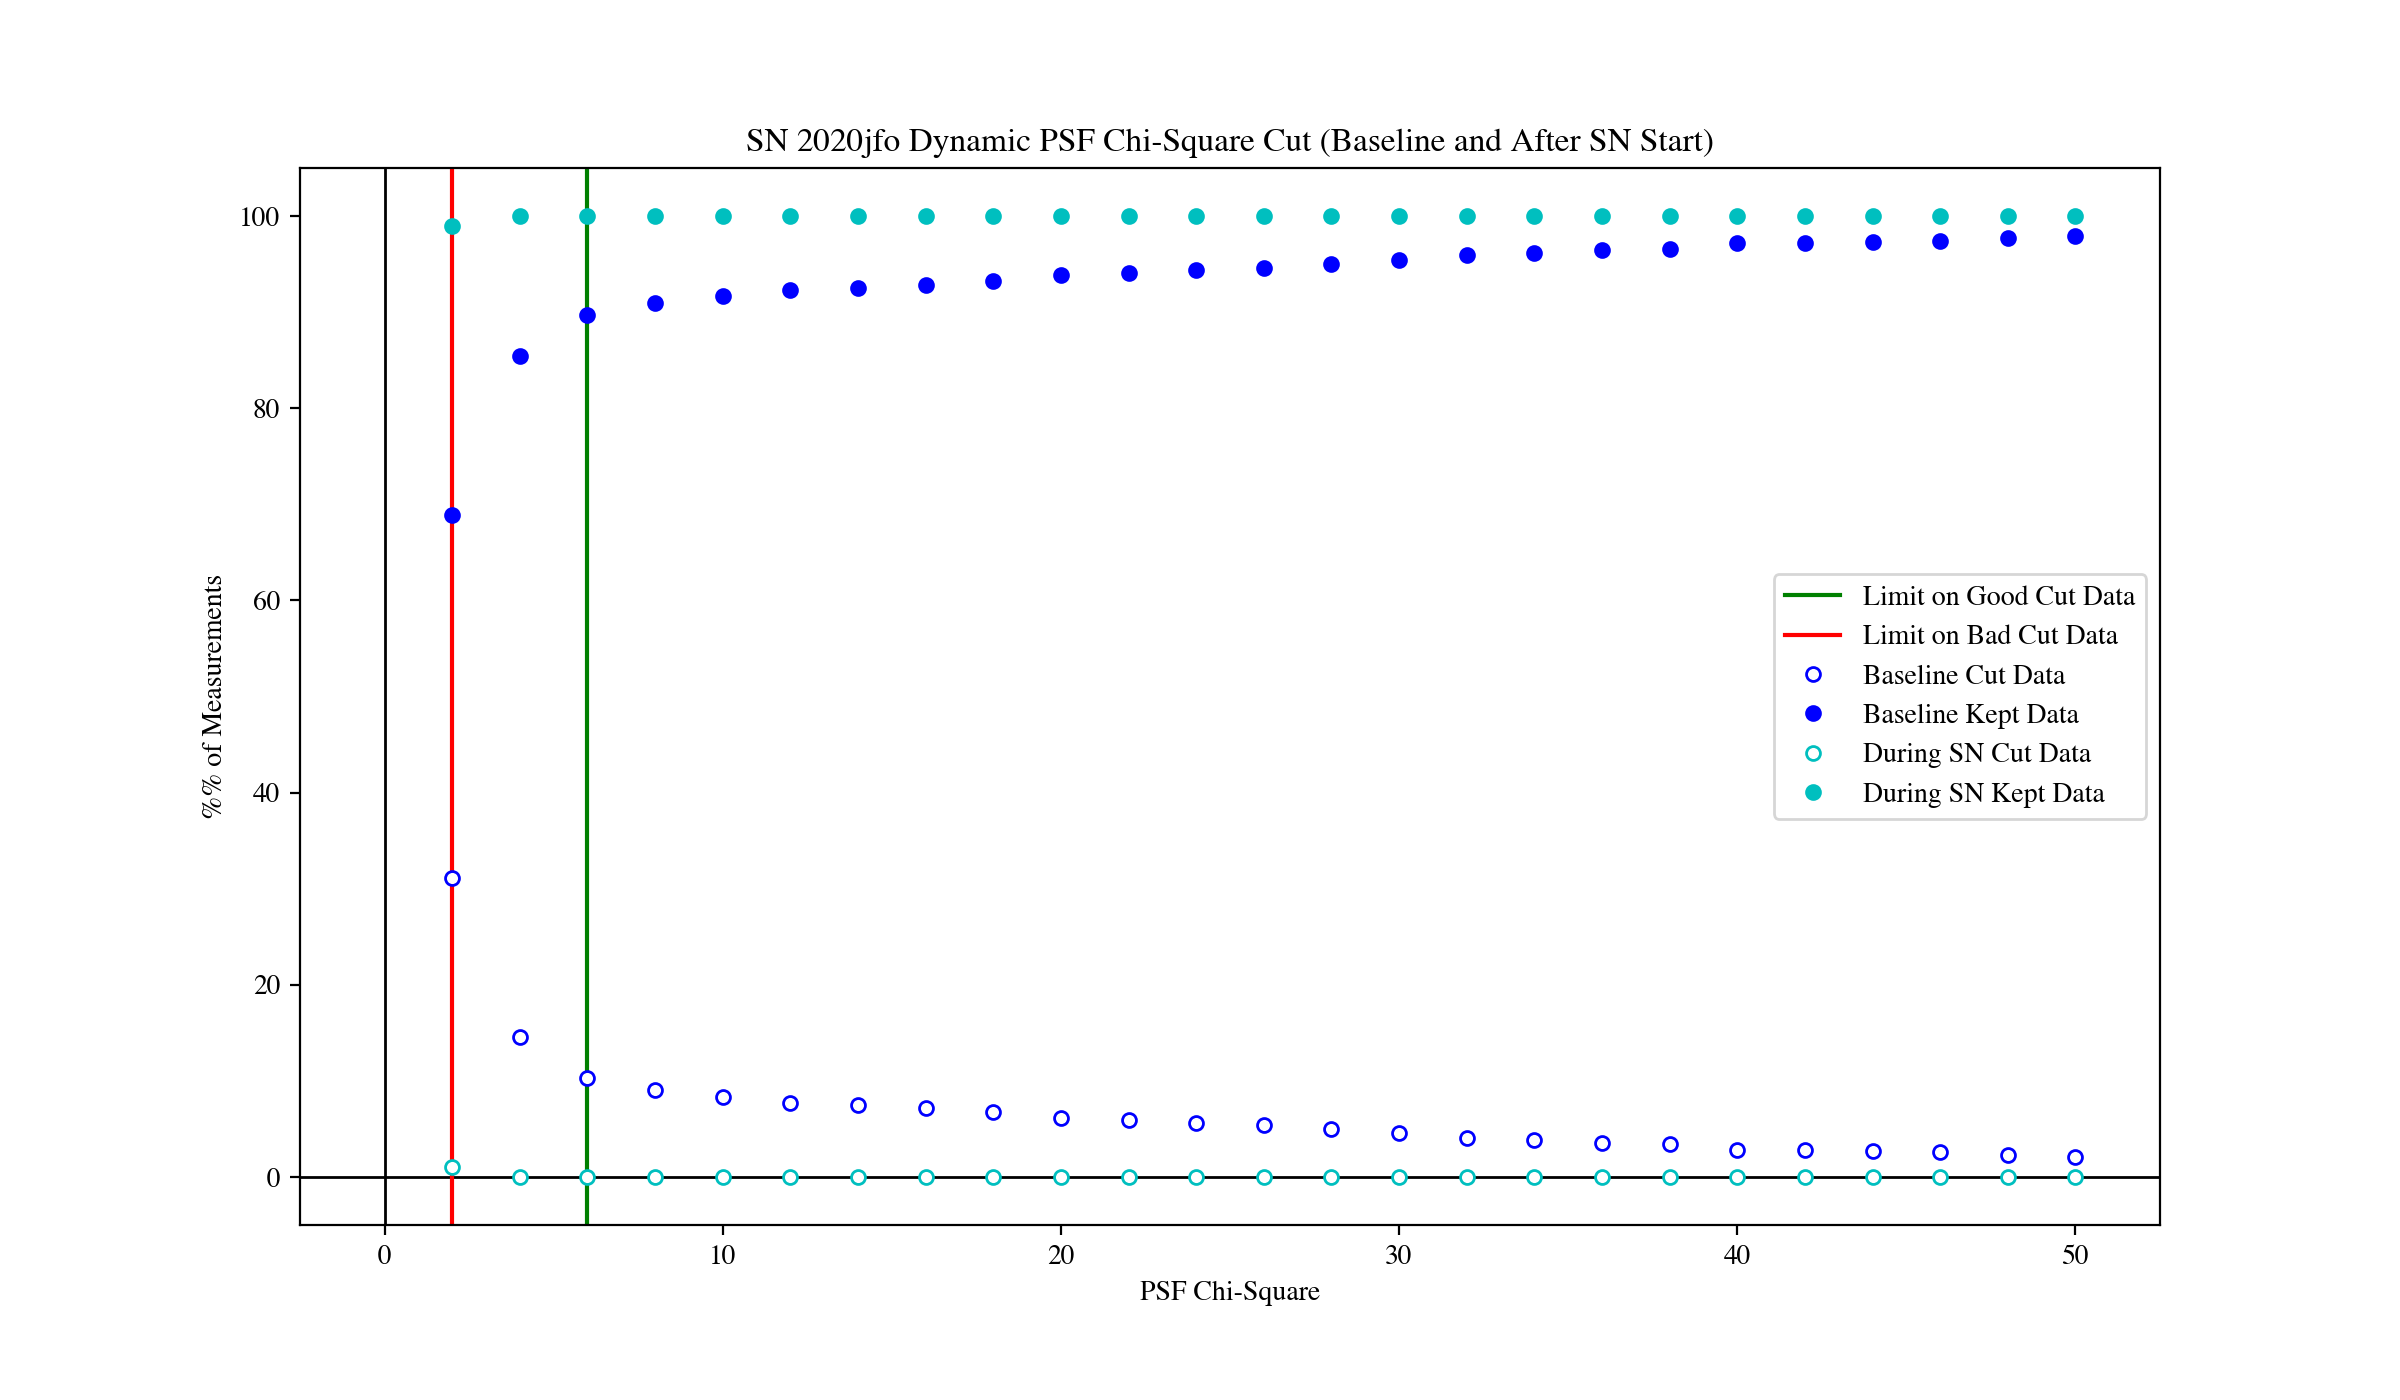 SN 2020jfo Dynamic PSF Chi-Square Cut (Baseline and After SN Start)
%% of Measurements
100
80
60
40
20
0
Limit on Good Cut Data
Limit on Bad Cut Data
Baseline Cut Data
Baseline Kept Data
During SN Cut Data
During SN Kept Data
0 10 20 30 40 50
PSF Chi-Square